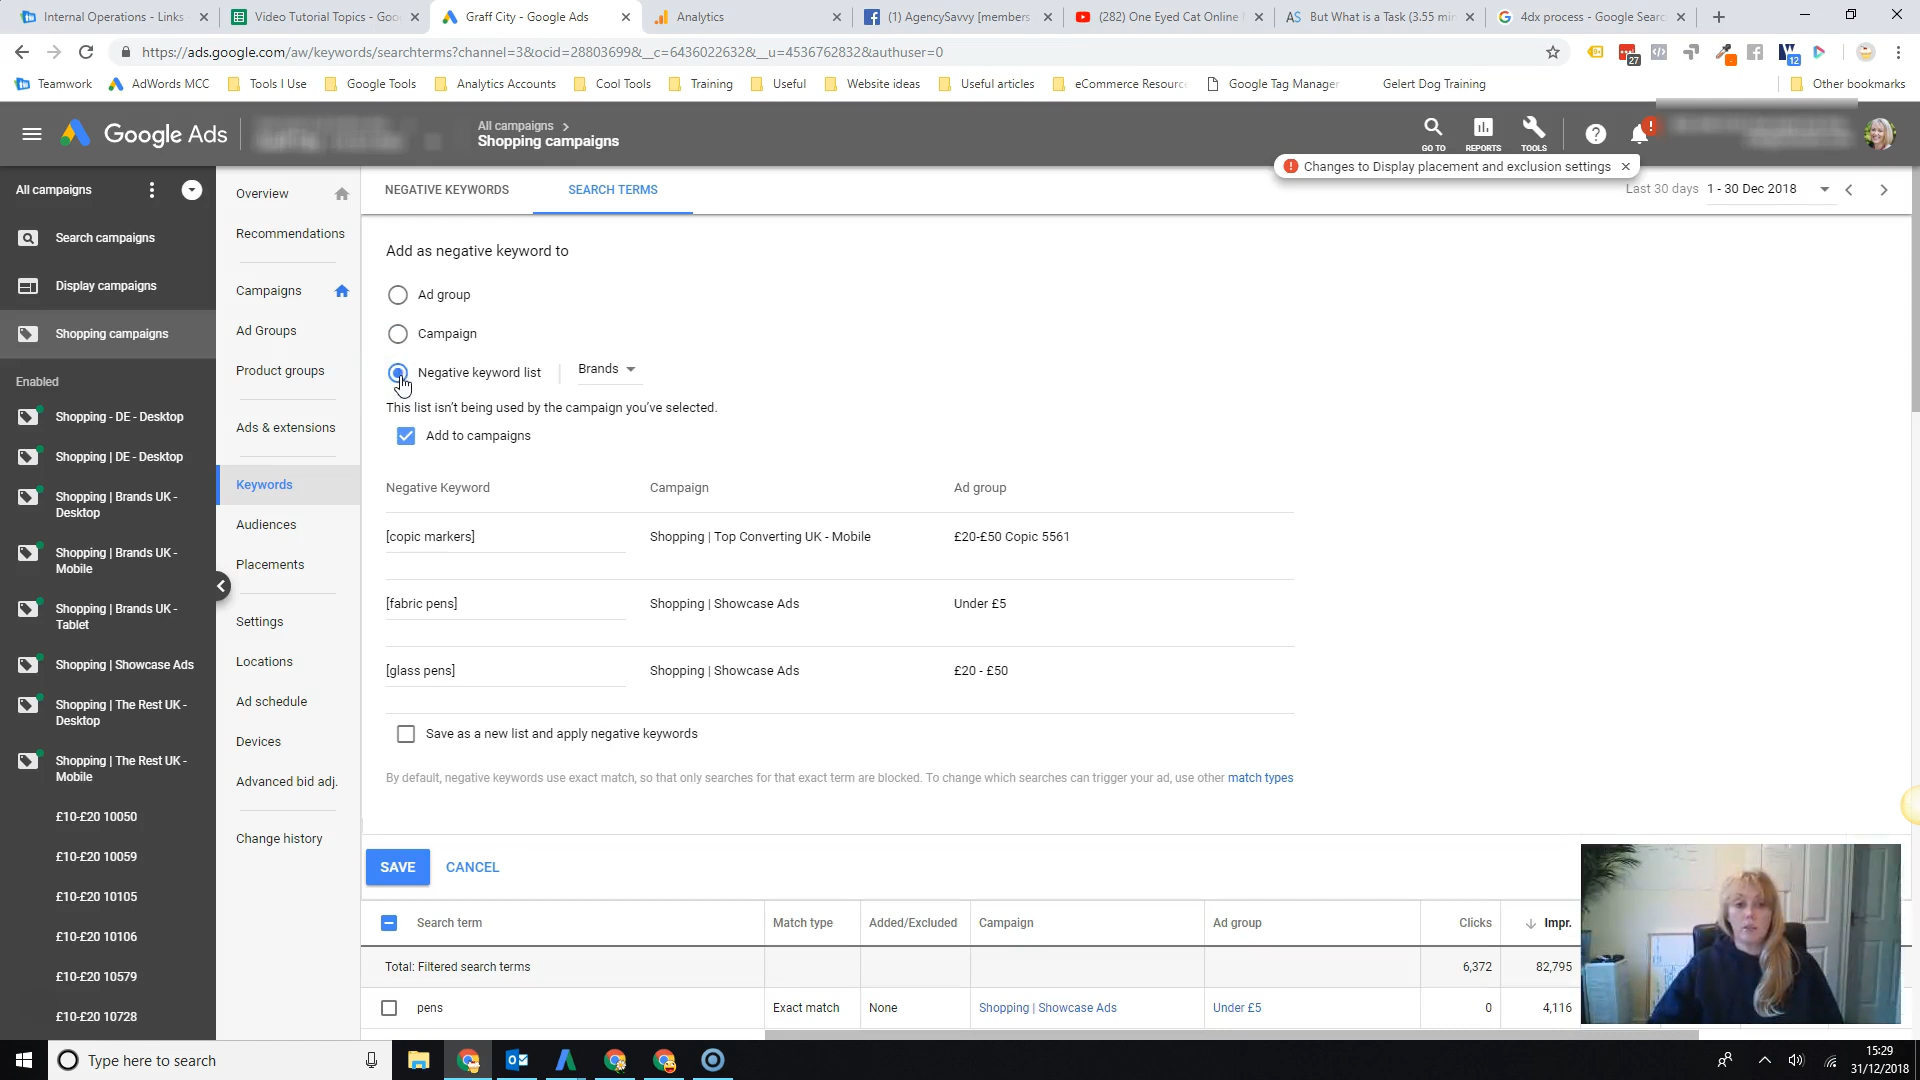 Internal Operations - Links
Video Tutorial Topics - Goo
Graff City - Google Ads
Analytics
(1) AgencySavvy [members
(282) One Eyed Cat Online
But What is a Task (3.55 min
4dx process - Google Searc
https://ads.google.com/aw/keywords/searchterms?channel=3&ocid=28803699&__c=6436022632&__u=4536762832&authuser=0
27
12
Teamwork
AdWords MCC
Tools I Use
Google Tools
Analytics Accounts
Cool Tools
Training
Useful
Website ideas
Useful articles
eCommerce Resourc
Google Tag Manager
Gelert Dog Training
Other bookmarks
Google Ads
All campaigns >
Shopping campaigns
GO TO
REPORTS
TOOLS
Changes to Display placement and exclusion settings
All campaigns
Search campaigns
Display campaigns
Shopping campaigns
Enabled
Shopping - DE - Desktop
Shopping | DE - Desktop
Shopping | Brands UK -
Desktop
Shopping | Brands UK -
Mobile
Shopping | Brands UK -
Tablet
Shopping | Showcase Ads
Shopping | The Rest UK -
Desktop
Shopping | The Rest UK -
Mobile
£10-£20 10050
£10-£20 10059
£10-£20 10105
£10-£20 10106
£10-£20 10579
£10-£20 10728
Overview
Recommendations
Campaigns
Ad Groups
Product groups
Ads & extensions
Keywords
Audiences
Placements
Settings
Locations
Ad schedule
Devices
Advanced bid adj.
Change history
NEGATIVE KEYWORDS
SEARCH TERMS
Last 30 days 1 - 30 Dec 2018
Add as negative keyword to
Ad group
Campaign
Negative keyword list
Brands
This list isn't being used by the campaign you've selected.
Add to campaigns
Negative Keyword Campaign Ad group
[copic markers] Shopping | Top Converting UK - Mobile £20-£50 Copic 5561
[fabric pens] Shopping | Showcase Ads Under £5
[glass pens] Shopping | Showcase Ads £20 - £50
Save as a new list and apply negative keywords
By default, negative keywords use exact match, so that only searches for that exact term are blocked. To change which searches can trigger your ad, use other match types
SAVE
CANCEL
Search term Match type Added/Excluded Campaign Ad group Clicks Impr.
Total: Filtered search terms 6,372 82,795
pens Exact match None Shopping | Showcase Ads Under £5 0 4,116
Type here to search
15:29
31/12/2018